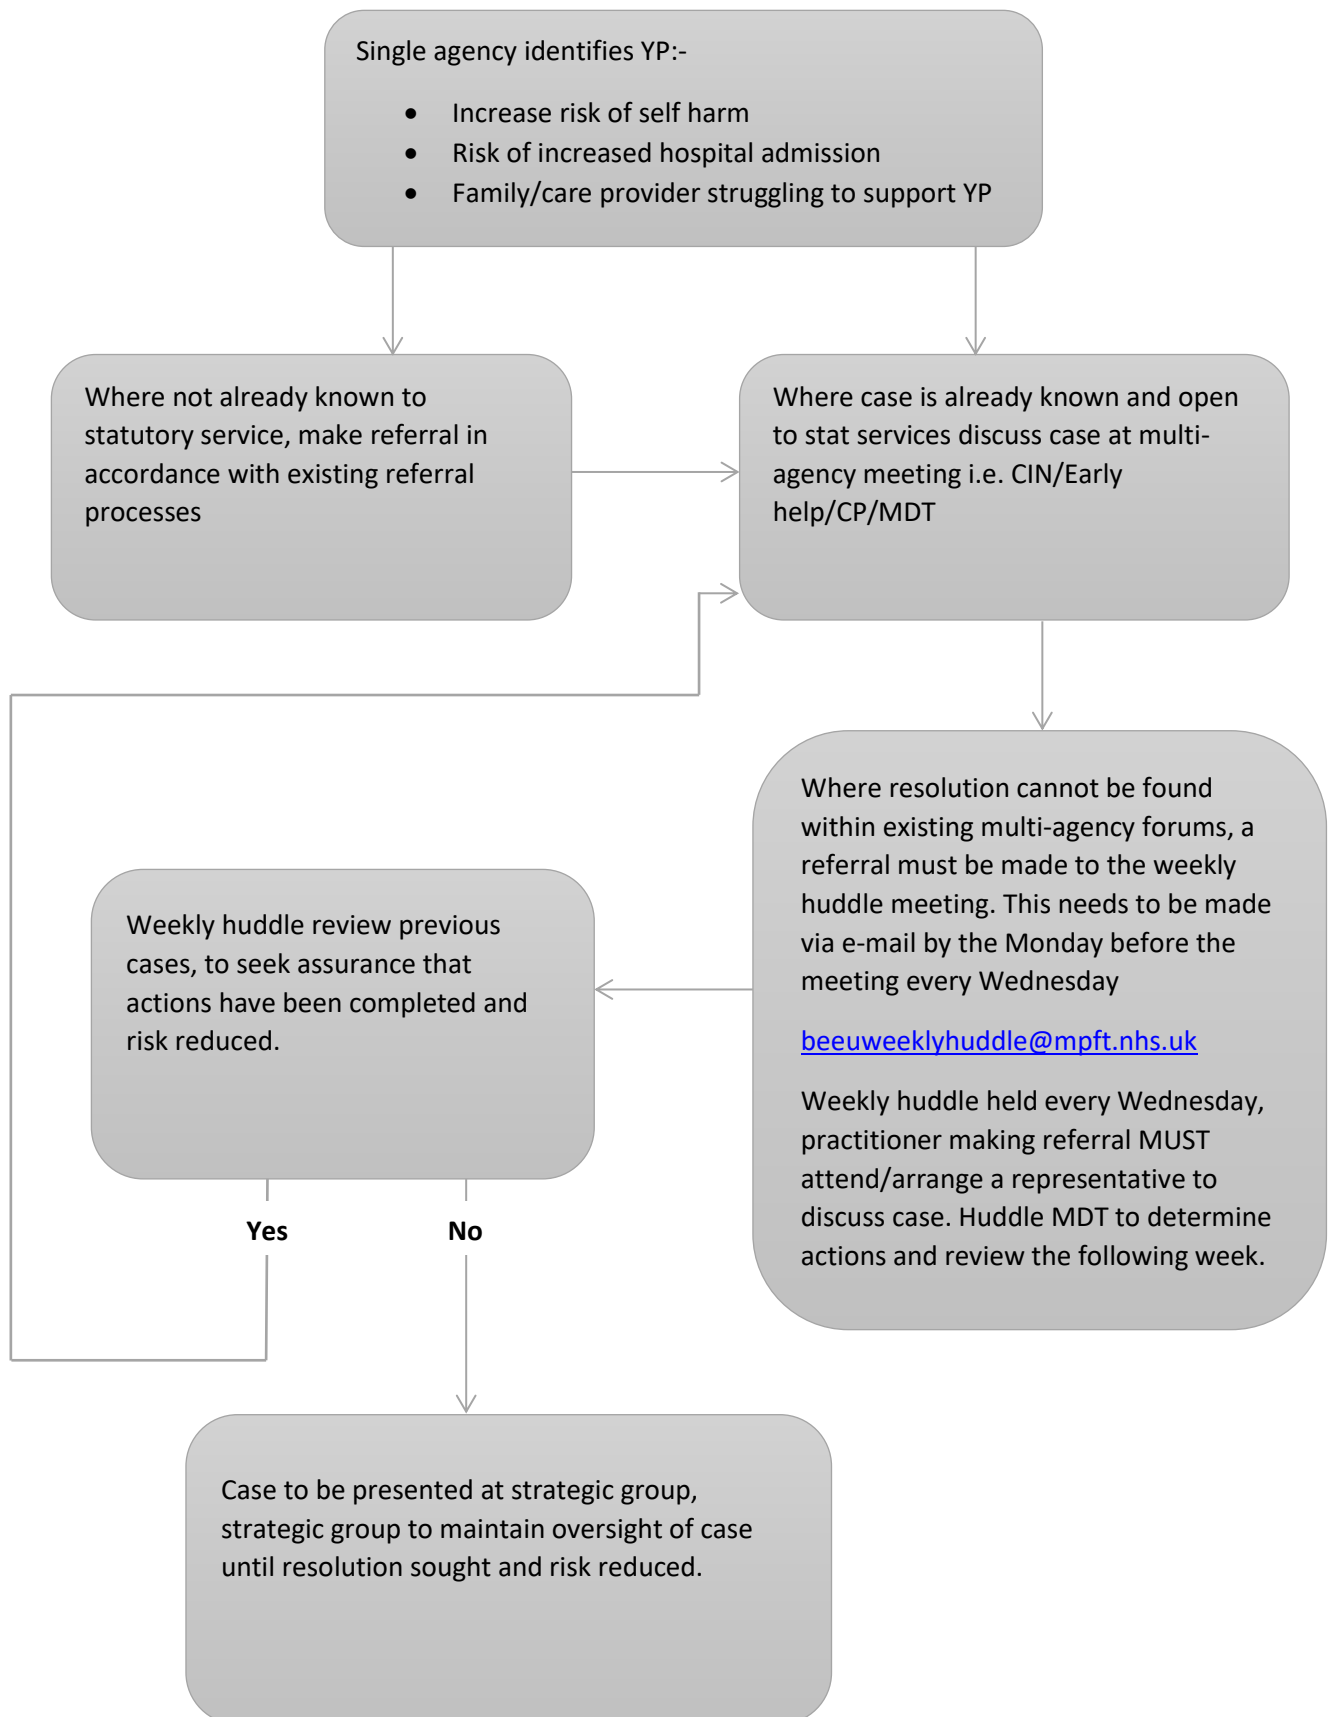 Single agency identifies YP:-
• Increase risk of self harm
• Risk of increased hospital admission
• Family/care provider struggling to support YP
Where not already known to
statutory service, make referral in
accordance with existing referral
processes
Where case is already known and open
to stat services discuss case at multi-
agency meeting i.e. CIN/Early
help/CP/MDT
Where resolution cannot be found
within existing multi-agency forums, a
referral must be made to the weekly
huddle meeting. This needs to be made
via e-mail by the Monday before the
meeting every Wednesday
beeuweeklyhuddle@mpft.nhs.uk
Weekly huddle held every Wednesday,
practitioner making referral MUST
attend/arrange a representative to
discuss case. Huddle MDT to determine
actions and review the following week.
Weekly huddle review previous
cases, to seek assurance that
actions have been completed and
risk reduced.
Yes
No
Case to be presented at strategic group,
strategic group to maintain oversight of case
until resolution sought and risk reduced.